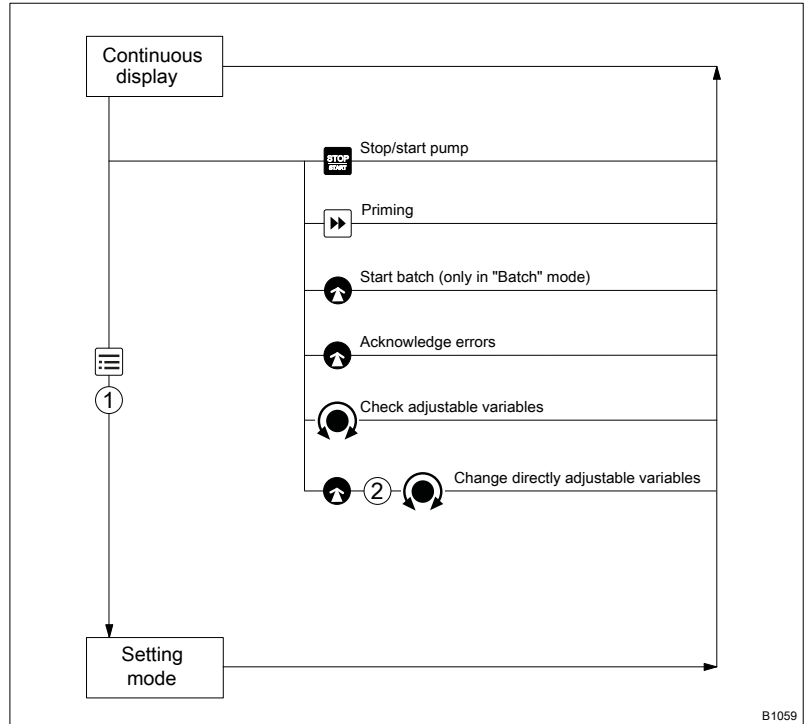 Continuous
display
STOP
START
Stop/start pump
Priming
Start batch (only in "Batch" mode)
Acknowledge errors
1
Check adjustable variables
2
Change directly adjustable variables
Setting
mode
B1059